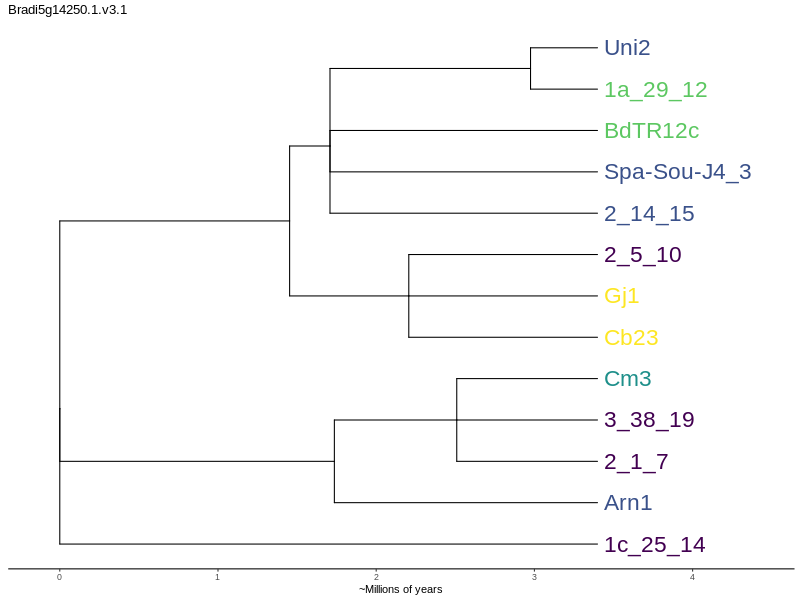 Bradi5g14250.1.v3.1
Uni2
1a_29_12
BdTR12c
Spa-Sou-J4_3
2_14_15
2_5_10
Gj1
Cb23
Cm3
3_38_19
2_1_7
Arn1
1c_25_14
0 1 2 3 4
~Millions of years